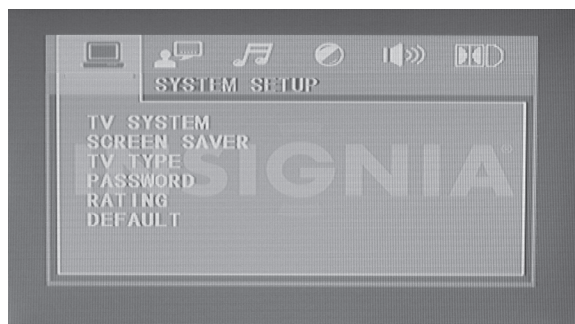 SYSTEM SETUP
TV SYSTEM
SCREEN SAVER
TV TYPE
PASSWORD
RATING
DEFAULT
INSIGNIA®